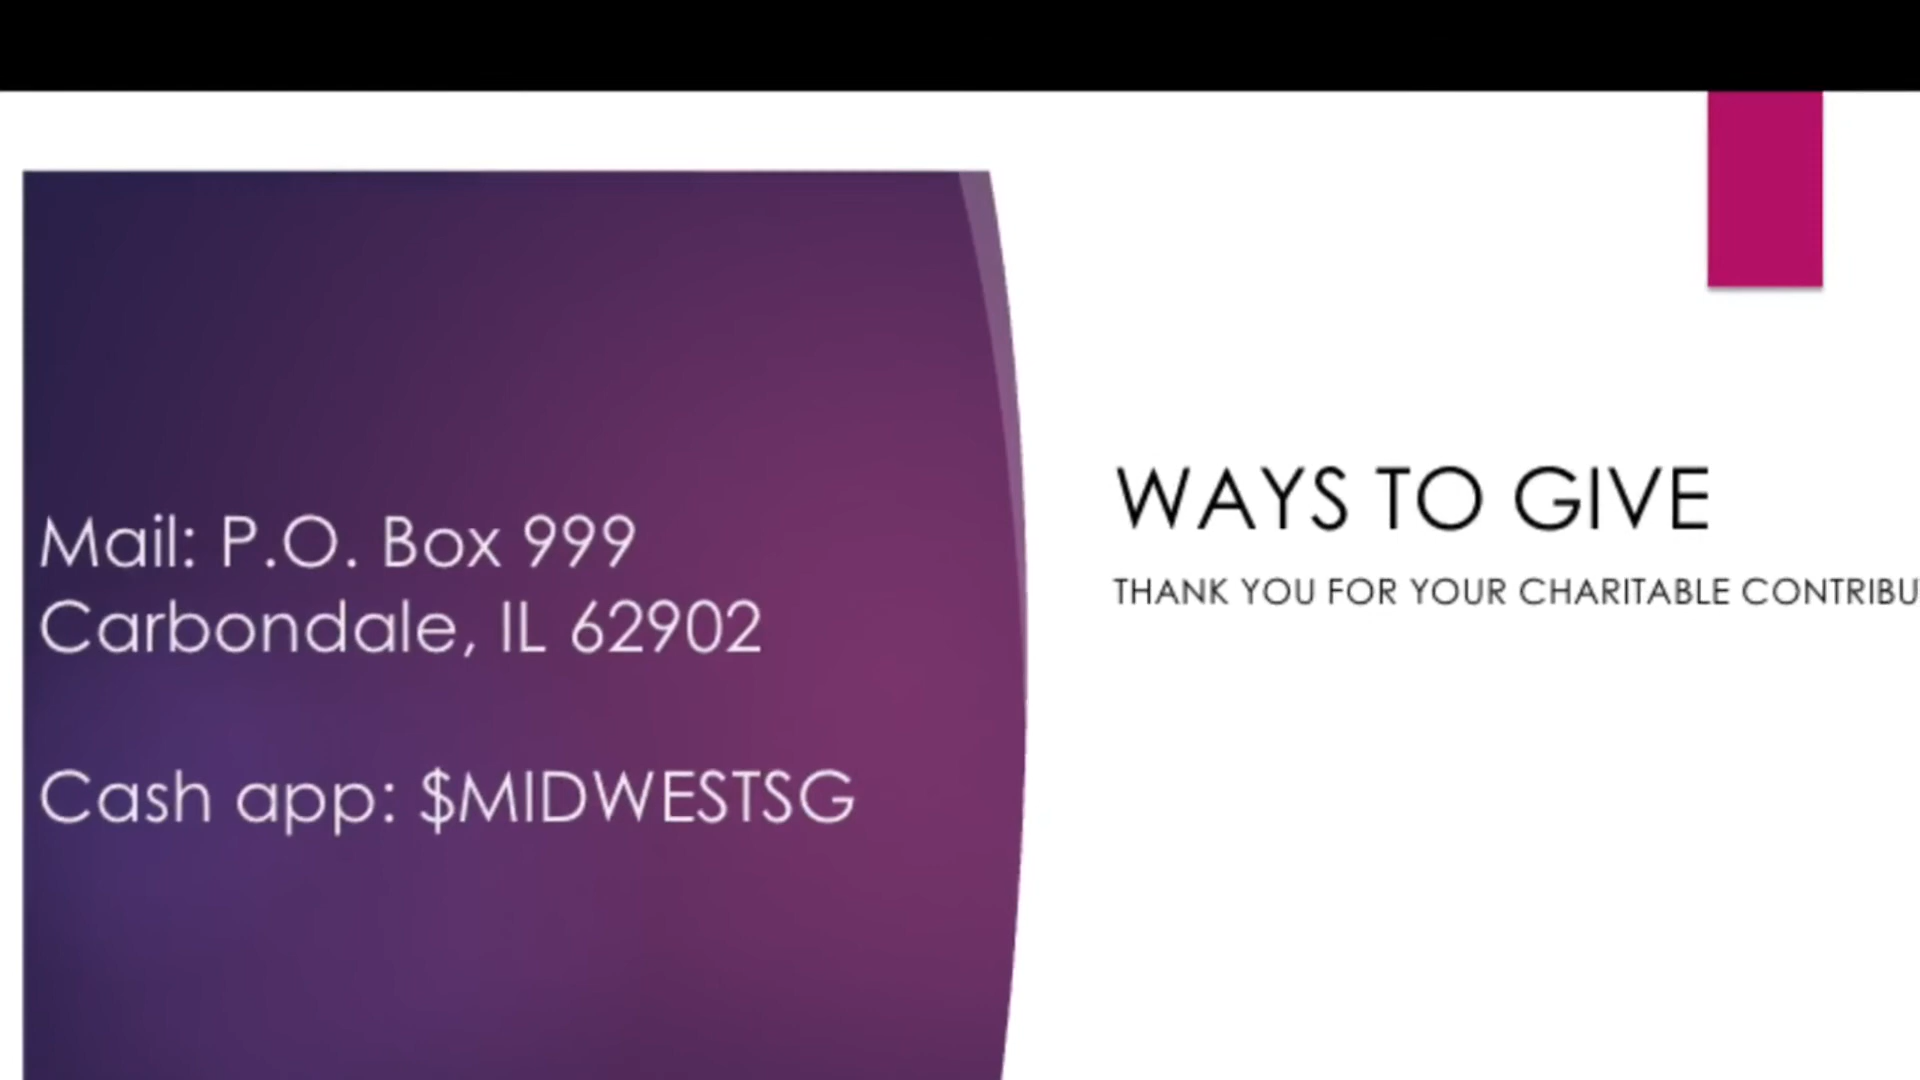 Mail: P.O. Box 999
Carbondale, IL 62902
Cash app: $MIDWESTSG
WAYS TO GIVE
THANK YOU FOR YOUR CHARITABLE